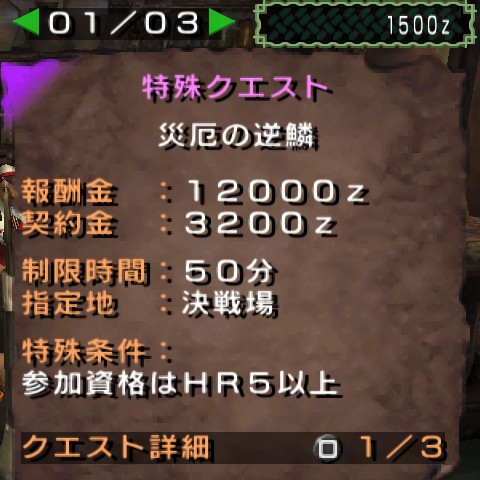 01/03
1500z
特殊クエスト
災厄の逆鱗
報酬金 :12000z
契約金 :3200z
制限時間:50分
指定地 :決戦場
特殊条件:
参加資格はHR5以上
クエスト詳細 1/3